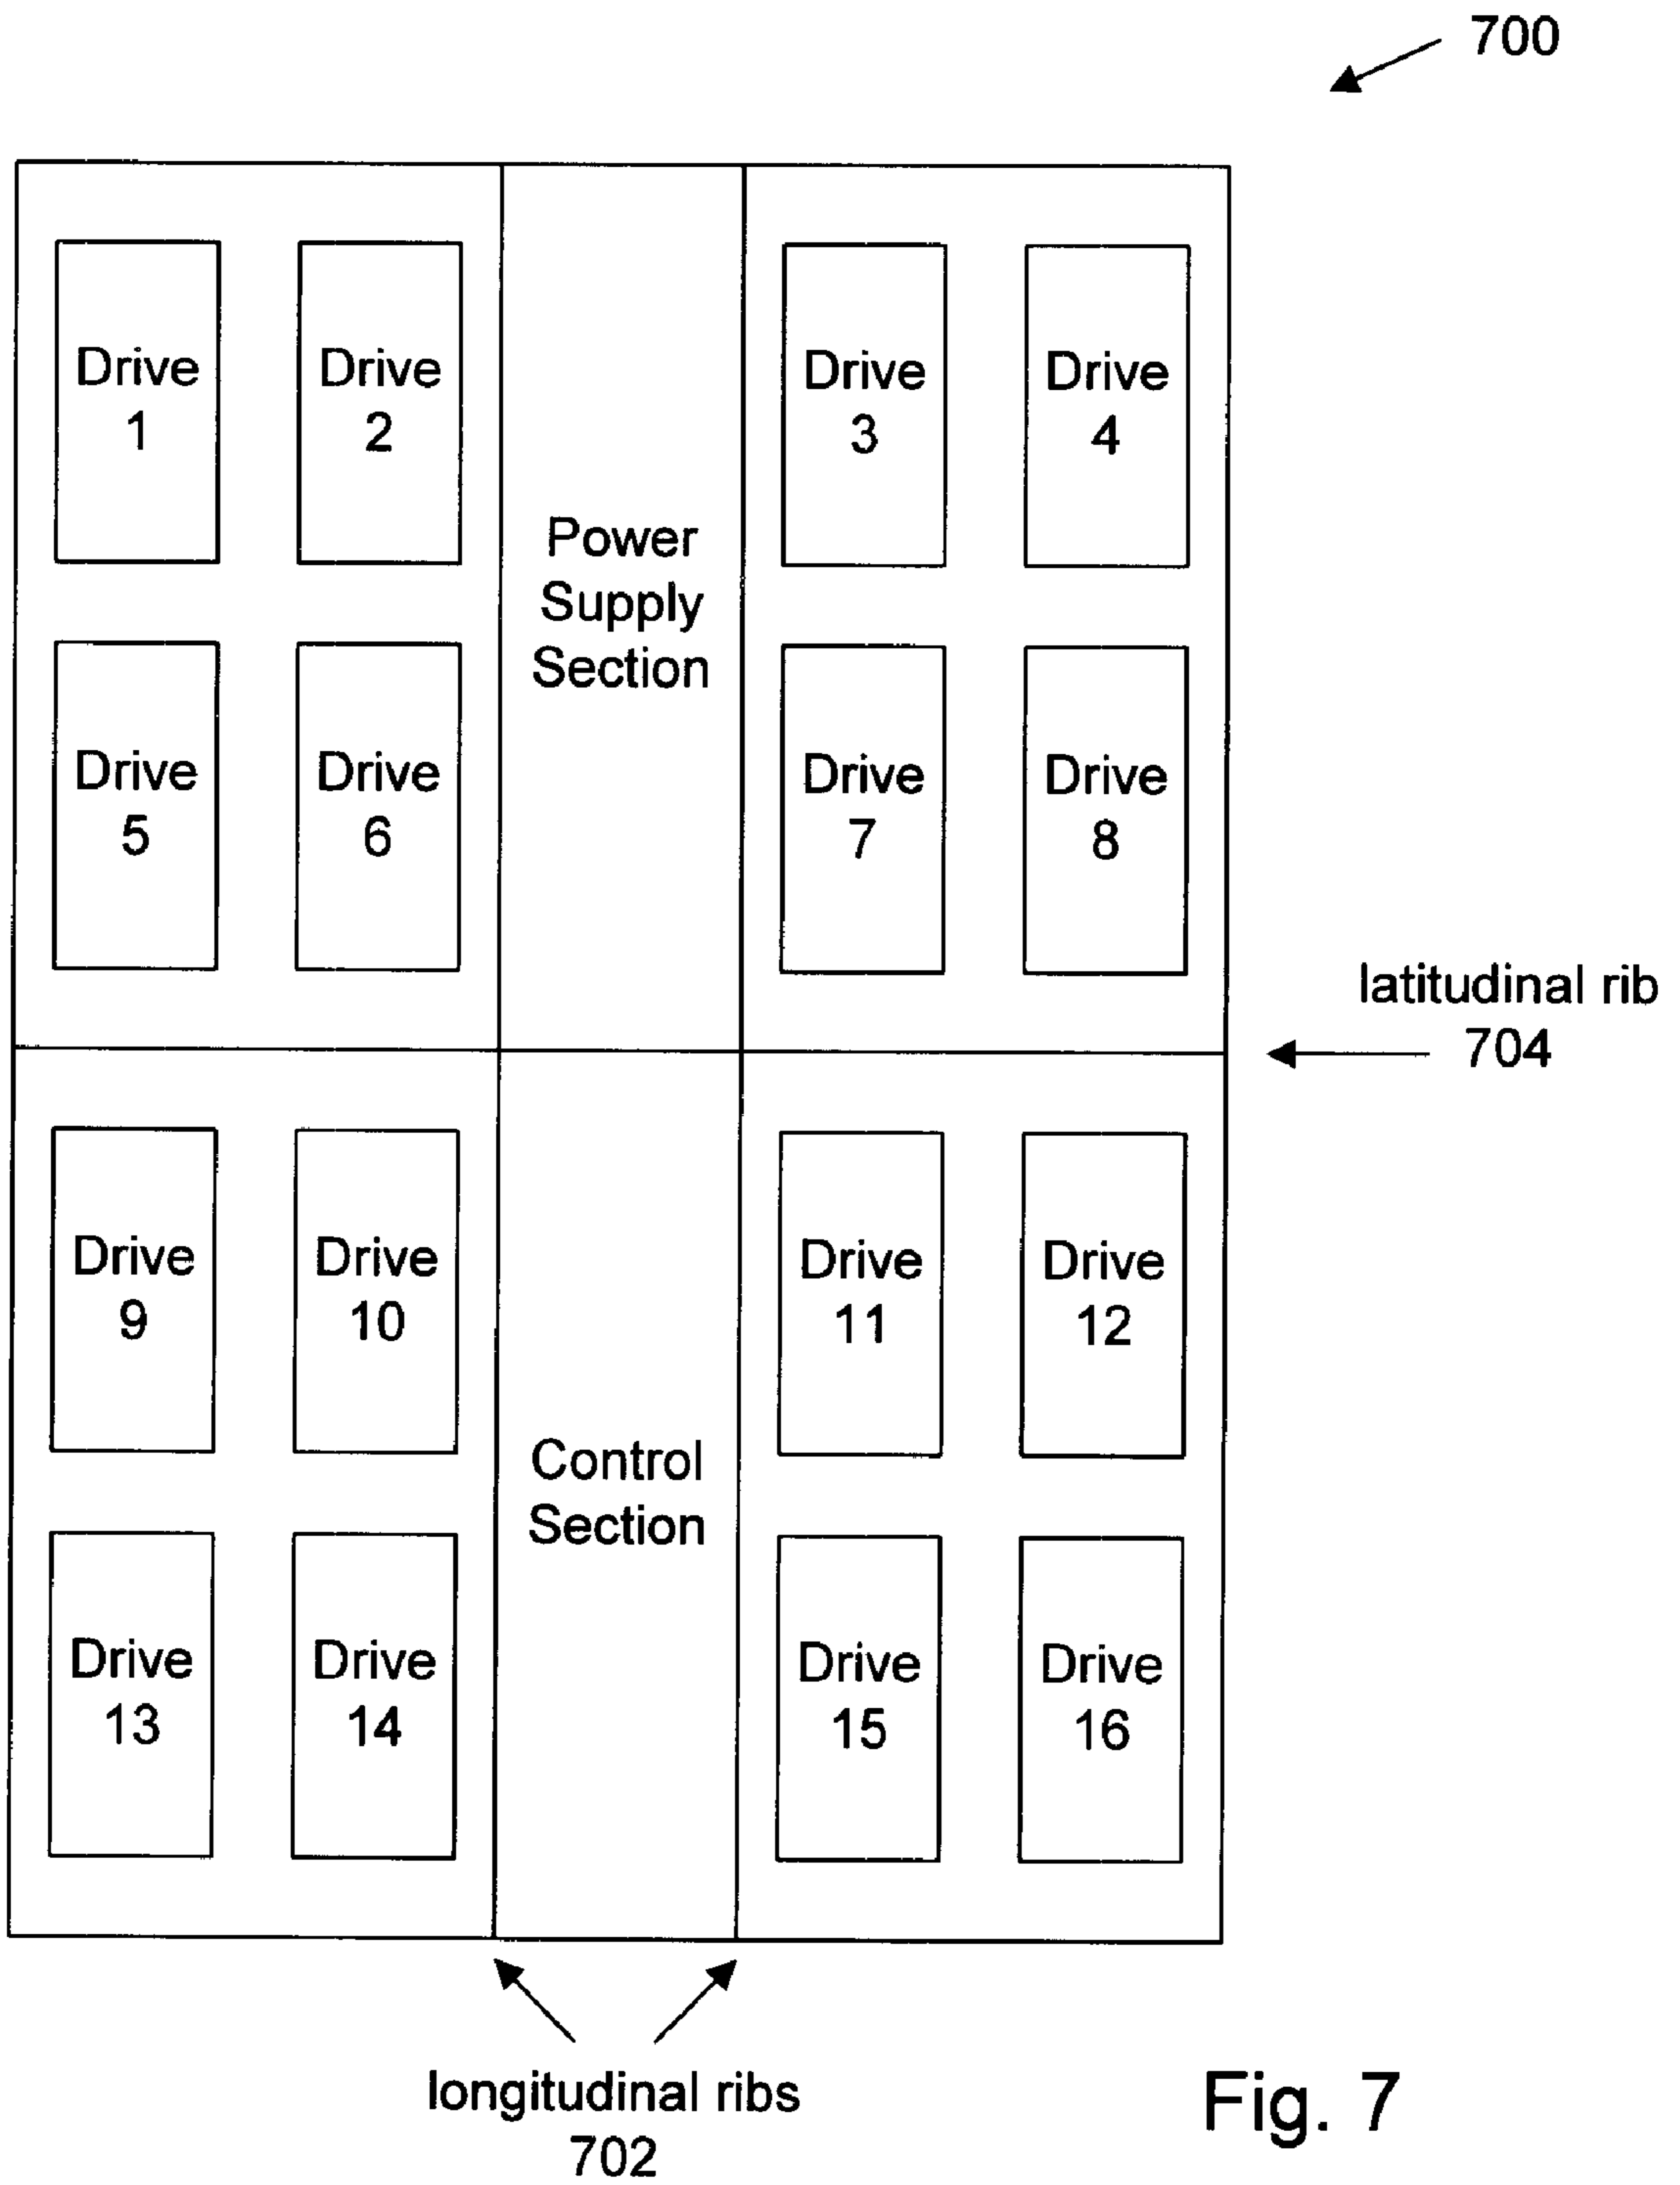 700
Drive
1
Drive
2
Drive
3
Drive
4
Power
Supply
Section
Drive
5
Drive
6
Drive
7
Drive
8
latitudinal rib
704
Drive
9
Drive
10
Drive
11
Drive
12
Control
Section
Drive
13
Drive
14
Drive
15
Drive
16
longitudinal ribs
702
Fig. 7